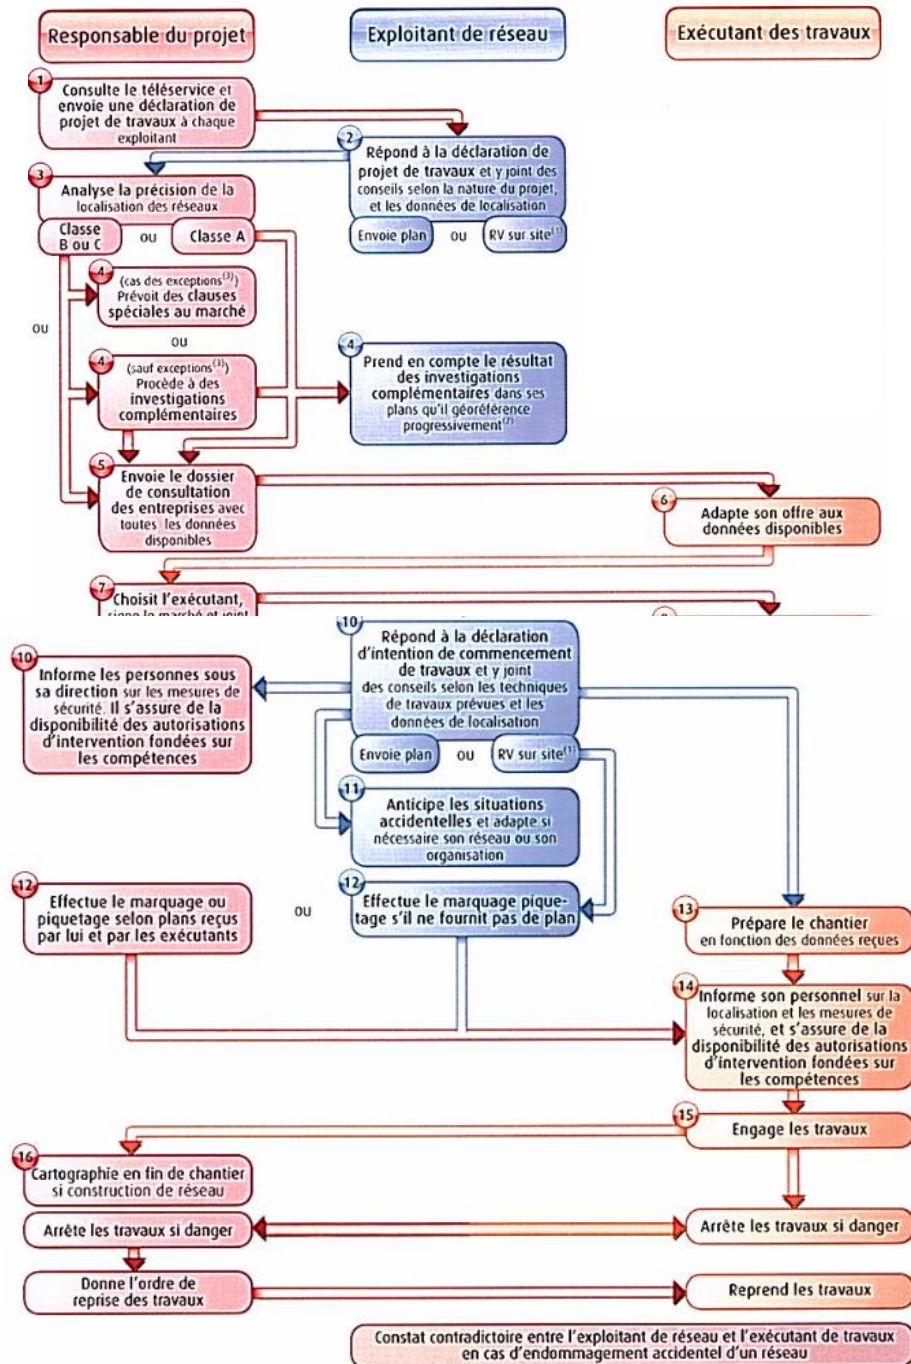 Responsable du projet
Exploitant de réseau
Exécutant des travaux
1
Consulte le téléservice et
envoie une déclaration de
projet de travaux à chaque
exploitant
2
Répond à la déclaration de
projet de travaux et y joint des
conseils selon la nature du projet,
et les données de localisation
Envoie plan
ou
RV sur site(1)
3
Analyse la précision de la
localisation des réseaux
Classe
B ou C
ou
Classe A
ou
4
(cas des exceptions(3))
Prévoit des clauses
spéciales au marché
ou
4
(sauf exceptions(3))
Procède à des
investigations
complémentaires
4
Prend en compte le résultat
des investigations
complémentaires dans ses
plans qu'il géoréférence
progressivement(2)
5
Envoie le dossier
de consultation
des entreprises avec
toutes les données
disponibles
6
Adapte son offre aux
données disponibles
7
Choisit l'exécutant,
signe le marché et joint
10
Informe les personnes sous
sa direction sur les mesures de
sécurité. Il s'assure de la
disponibilité des autorisations
d'intervention fondées sur
les compétences
10
Répond à la déclaration
d'intention de commencement
de travaux et y joint
des conseils selon les techniques
de travaux prévues et les
données de localisation
Envoie plan
ou
RV sur site(1)
11
Anticipe les situations
accidentelles et adapte si
nécessaire son réseau ou son
organisation
12
Effectue le marquage ou
piquetage selon plans reçus
par lui et par les exécutants
ou
12
Effectue le marquage pique-
tage s'il ne fournit pas de plan
13
Prépare le chantier
en fonction des données reçues
14
Informe son personnel sur la
localisation et les mesures de
sécurité, et s'assure de la
disponibilité des autorisations
d'intervention fondées sur
les compétences
15
Engage les travaux
16
Cartographie en fin de chantier
si construction de réseau
Arrête les travaux si danger
Arrête les travaux si danger
Donne l'ordre de
reprise des travaux
Reprend les travaux
Constat contradictoire entre l'exploitant de réseau et l'exécutant de travaux
en cas d'endommagement accidentel d'un réseau